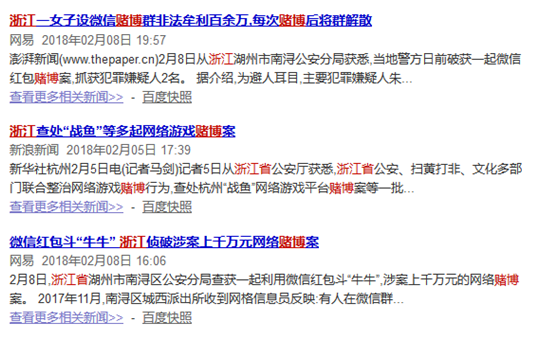 浙江一女子设微信赌博群非法牟利百余万,每次赌博后将群解散
网易 2018年02月08日 19:57
澎湃新闻(www.thepaper.cn)2月8日从浙江湖州市南浔公安分局获悉,当地警方日前破获一起微信
红包赌博案,抓获犯罪嫌疑人2名。 据介绍,为避人耳目,主要犯罪嫌疑人朱...
查看更多相关新闻>> - 百度快照
浙江查处“战鱼”等多起网络游戏赌博案
新浪新闻 2018年02月05日 17:39
新华社杭州2月5日电(记者马剑)记者5日从浙江省公安厅获悉,浙江省公安、扫黄打非、文化多部
门联合整治网络游戏赌博行为,查处杭州“战鱼”网络游戏平台赌博案等一批...
查看更多相关新闻>> - 百度快照
微信红包斗“牛牛” 浙江侦破涉案上千万元网络赌博案
网易 2018年02月08日 16:06
2月8日,浙江省湖州市南浔区公安分局查获一起利用微信红包斗“牛牛”,涉案上千万元的网络赌博
案。 2017年11月,南浔区城西派出所收到网格信息员反映:有人在微信群...
查看更多相关新闻>> - 百度快照